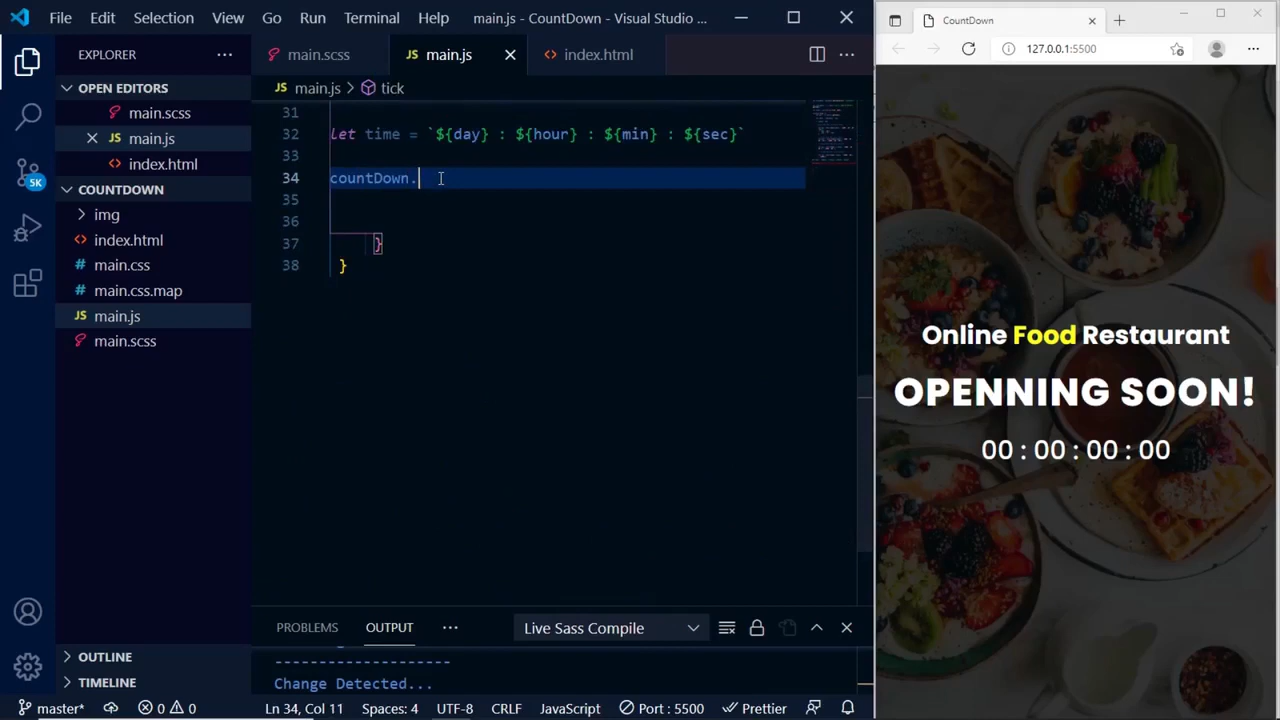 File Edit Selection View Go Run Terminal Help main.js - CountDown - Visual Studio ...
EXPLORER
OPEN EDITORS
main.scss
JS main.js
index.html
COUNTDOWN
img
index.html
# main.css
# main.css.map
JS main.js
main.scss
OUTLINE
TIMELINE
5K
main.scss JS main.js index.html
JS main.js > tick
31
32 let time = `${day} : ${hour} : ${min} : ${sec}`
33
34 countDown.
35
36
37 }
38 }
PROBLEMS OUTPUT Live Sass Compile
--------------------
Change Detected...
master* 0 0 Ln 34, Col 11 Spaces: 4 UTF-8 CRLF JavaScript Port : 5500 Prettier
CountDown
127.0.0.1:5500
Online Food Restaurant
OPENNING SOON!
00 : 00 : 00 : 00